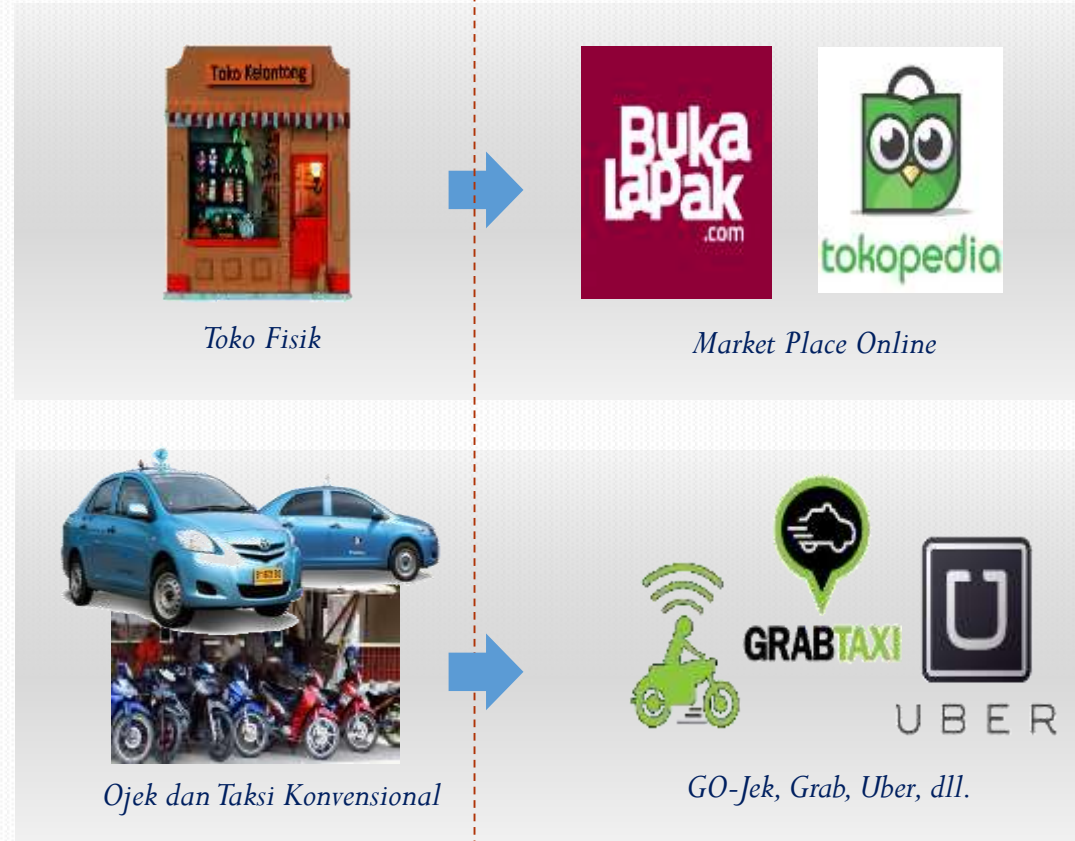 Toko Kelontong
Buka
Lapak
.com
tokopedia
Toko Fisik
Market Place Online
GRABTAXI
U
UBER
Ojek dan Taksi Konvensional
GO-Jek, Grab, Uber, dll.